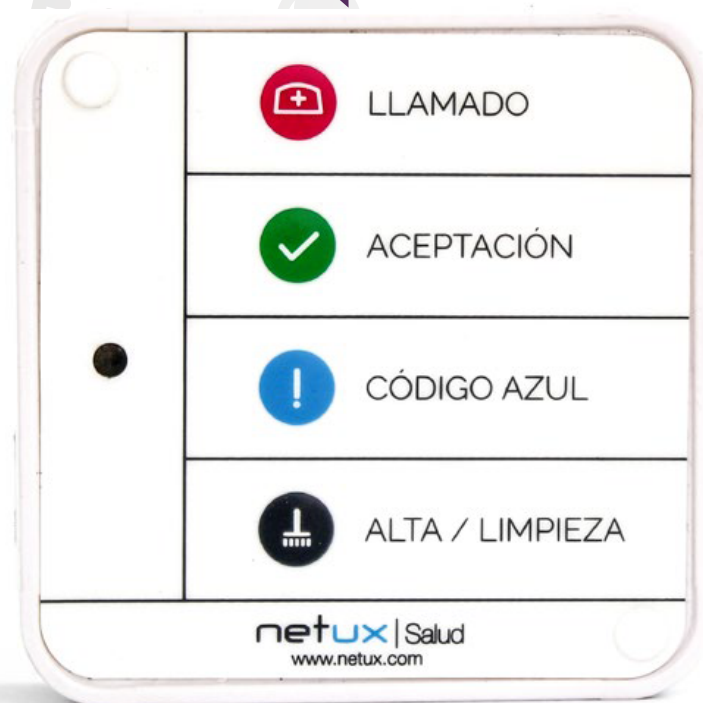 LLAMADO
ACEPTACIÓN
CÓDIGO AZUL
ALTA / LIMPIEZA
netux | Salud
www.netux.com